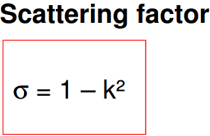 Scattering factor
σ = 1 – k²